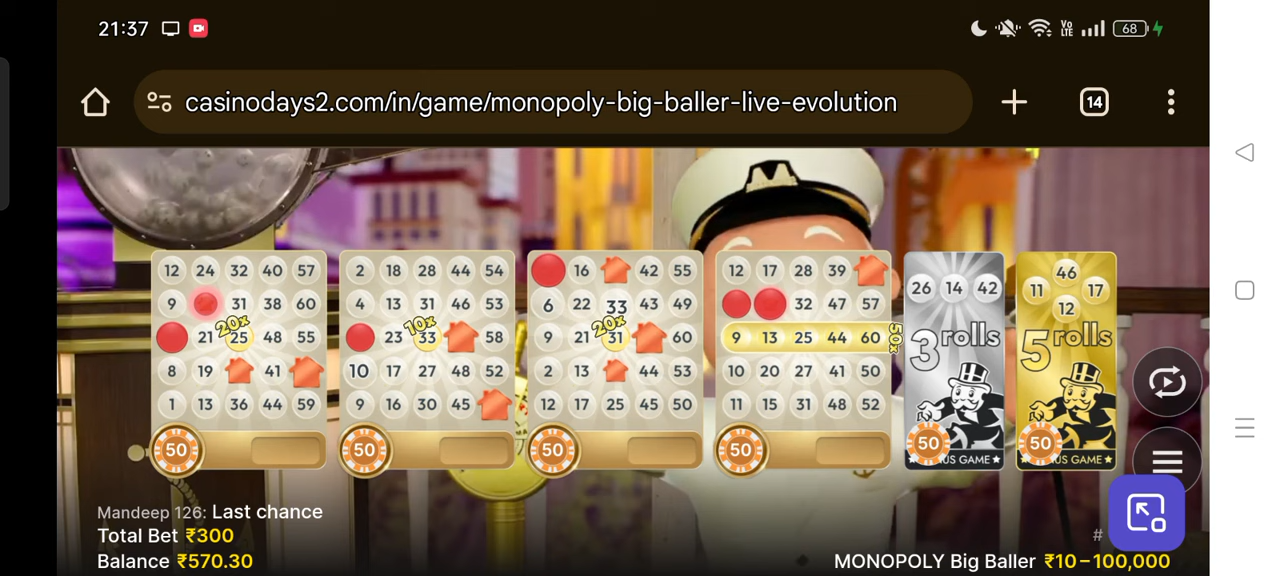 21:37 Vo LTE 68
casinodays2.com/in/game/monopoly-big-baller-live-evolution 14
12 24 32 40 57
9 31 38 60
21 25 20x 48 55
8 19 41
1 13 36 44 59
50
2 18 28 44 54
4 13 31 46 53
23 33 10x 58
10 17 27 48 52
9 16 30 45
50
16 42 55
6 22 33 43 49
9 21 31 20x 60
2 13 44 53
12 17 25 45 50
50
12 17 28 39
32 47 57
9 13 25 44 60 50x
10 20 27 41 50
11 15 31 48 52
50
26 14 42
3 rolls
50 US GAME
46
11 17
12
5 rolls
50 US GAME
Mandeep 126: Last chance
Total Bet ₹300
#
Balance ₹570.30
MONOPOLY Big Baller ₹10–100,000